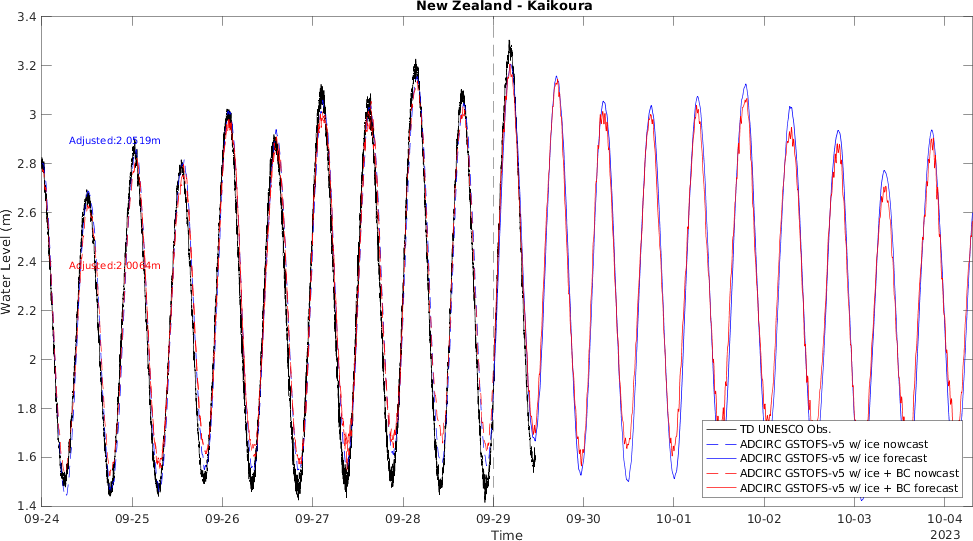 New Zealand - Kaikoura
3.4
3.2
3
2.8
2.6
2.4
2.2
2
1.8
1.6
1.4
Water Level (m)
Adjusted:2.0519m
Adjusted:2.0064m
TD UNESCO Obs.
ADCIRC GSTOFS-v5 w/ ice nowcast
ADCIRC GSTOFS-v5 w/ ice forecast
ADCIRC GSTOFS-v5 w/ ice + BC nowcast
ADCIRC GSTOFS-v5 w/ ice + BC forecast
09-24 09-25 09-26 09-27 09-28 09-29 09-30 10-01 10-02 10-03 10-04
Time
2023